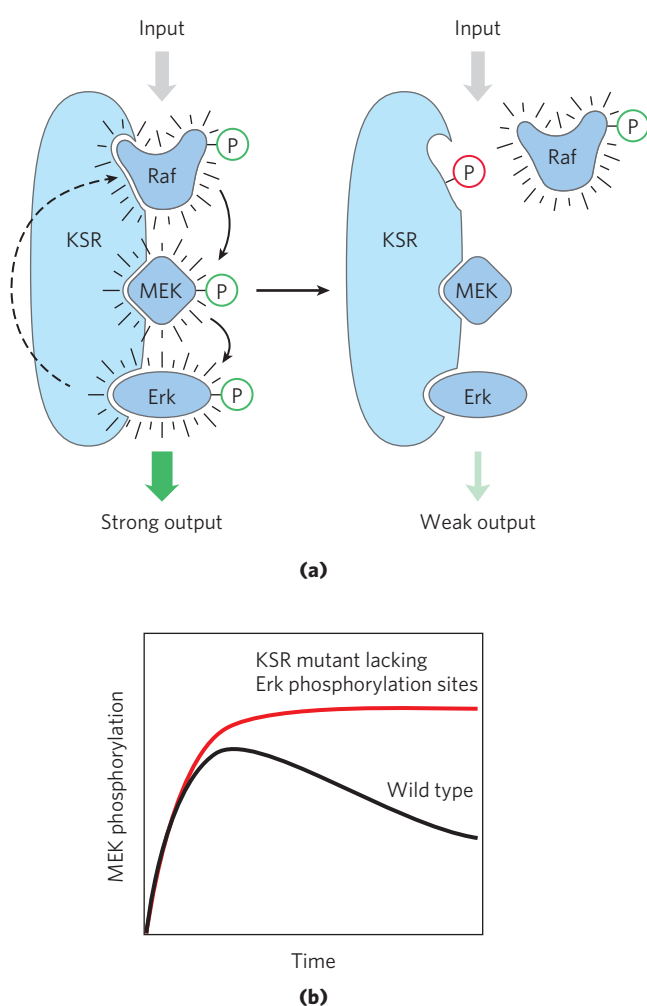 Input
Input
P
Raf
KSR
MEK
P
Erk
P
Strong output
P
Raf
P
KSR
MEK
Erk
Weak output
(a)
KSR mutant lacking
Erk phosphorylation sites
Wild type
MEK phosphorylation
Time
(b)